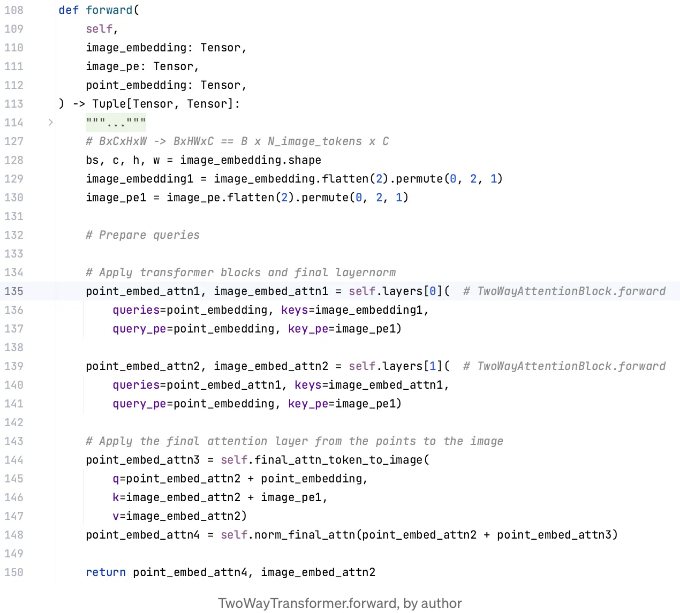 108 def forward(
109 self,
110 image_embedding: Tensor,
111 image_pe: Tensor,
112 point_embedding: Tensor,
113 ) -> Tuple[Tensor, Tensor]:
114 > """..."""
127 # BxCxHxW -> BxHWxC == B x N_image_tokens x C
128 bs, c, h, w = image_embedding.shape
129 image_embedding1 = image_embedding.flatten(2).permute(0, 2, 1)
130 image_pe1 = image_pe.flatten(2).permute(0, 2, 1)
131
132 # Prepare queries
133
134 # Apply transformer blocks and final layernorm
135 point_embed_attn1, image_embed_attn1 = self.layers[0]( # TwoWayAttentionBlock.forward
136 queries=point_embedding, keys=image_embedding1,
137 query_pe=point_embedding, key_pe=image_pe1)
138
139 point_embed_attn2, image_embed_attn2 = self.layers[1]( # TwoWayAttentionBlock.forward
140 queries=point_embed_attn1, keys=image_embed_attn1,
141 query_pe=point_embedding, key_pe=image_pe1)
142
143 # Apply the final attention layer from the points to the image
144 point_embed_attn3 = self.final_attn_token_to_image(
145 q=point_embed_attn2 + point_embedding,
146 k=image_embed_attn2 + image_pe1,
147 v=image_embed_attn2)
148 point_embed_attn4 = self.norm_final_attn(point_embed_attn2 + point_embed_attn3)
149
150 return point_embed_attn4, image_embed_attn2
TwoWayTransformer.forward, by author